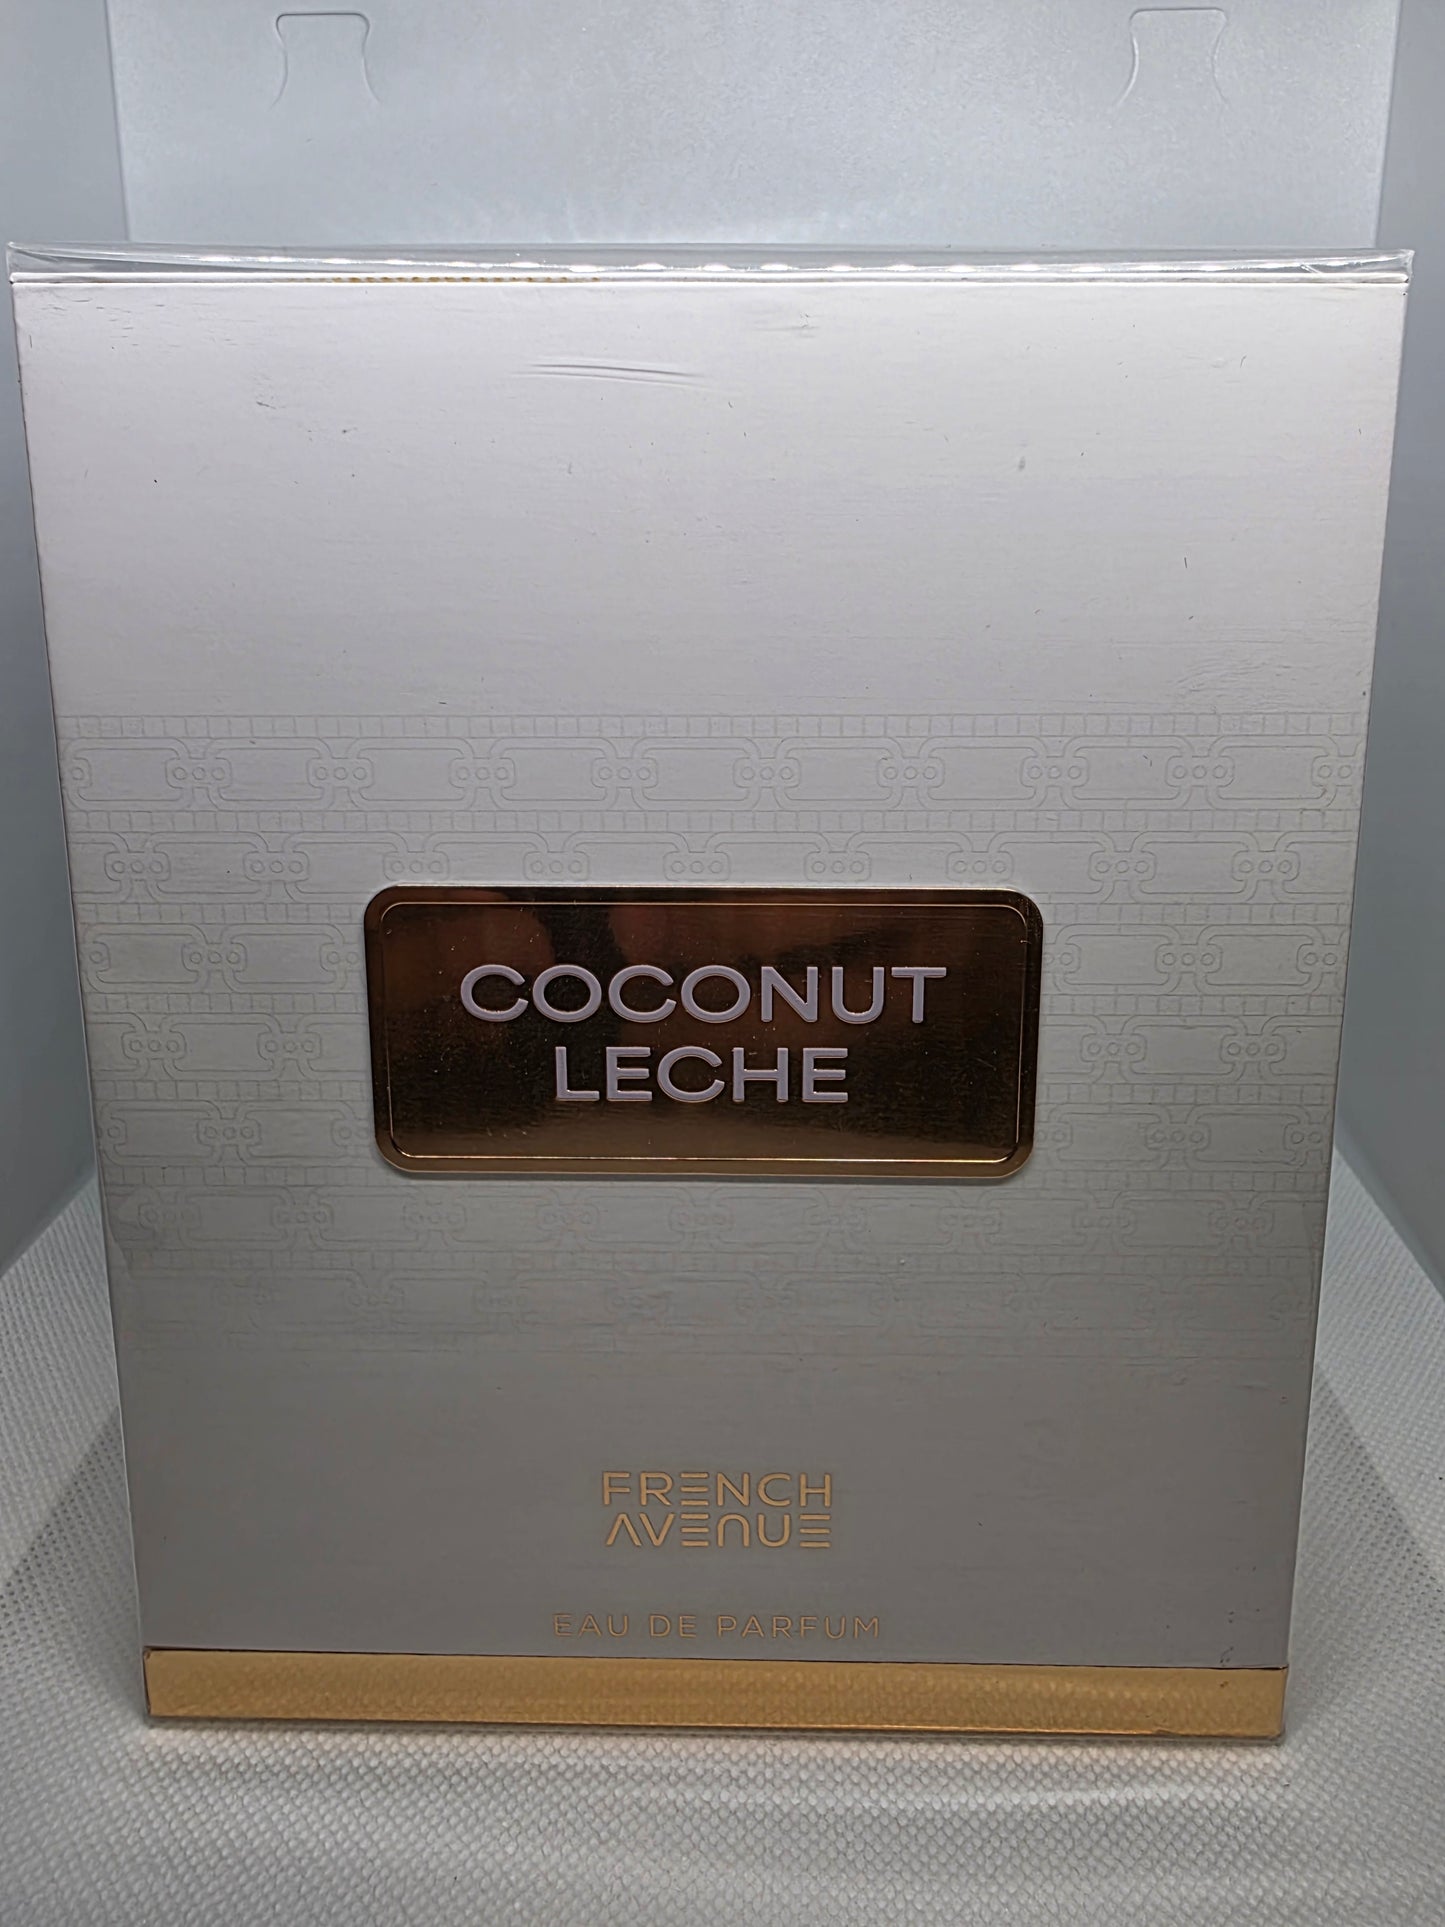 COCONUT
LECHE
FRENCH
AVENUE
EAU DE PARFUM